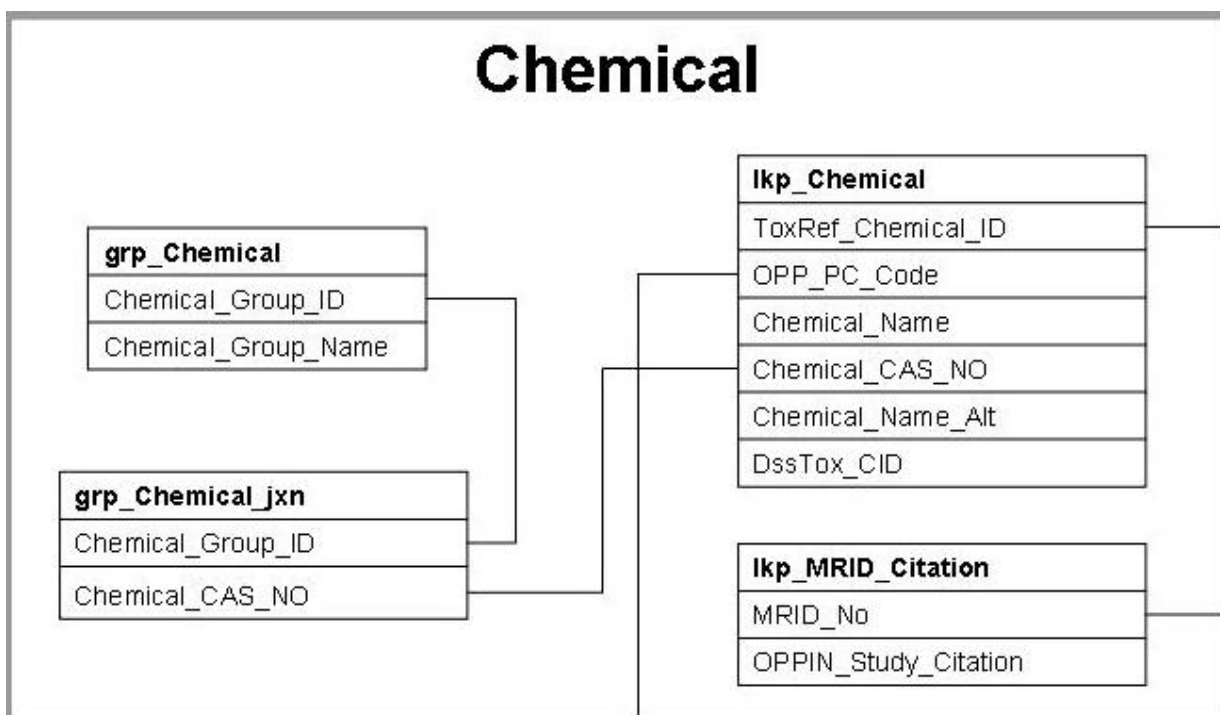 Chemical
grp_Chemical
Chemical_Group_ID
Chemical_Group_Name
grp_Chemical_jxn
Chemical_Group_ID
Chemical_CAS_NO
lkp_Chemical
ToxRef_Chemical_ID
OPP_PC_Code
Chemical_Name
Chemical_CAS_NO
Chemical_Name_Alt
DssTox_CID
lkp_MRID_Citation
MRID_No
OPPIN_Study_Citation